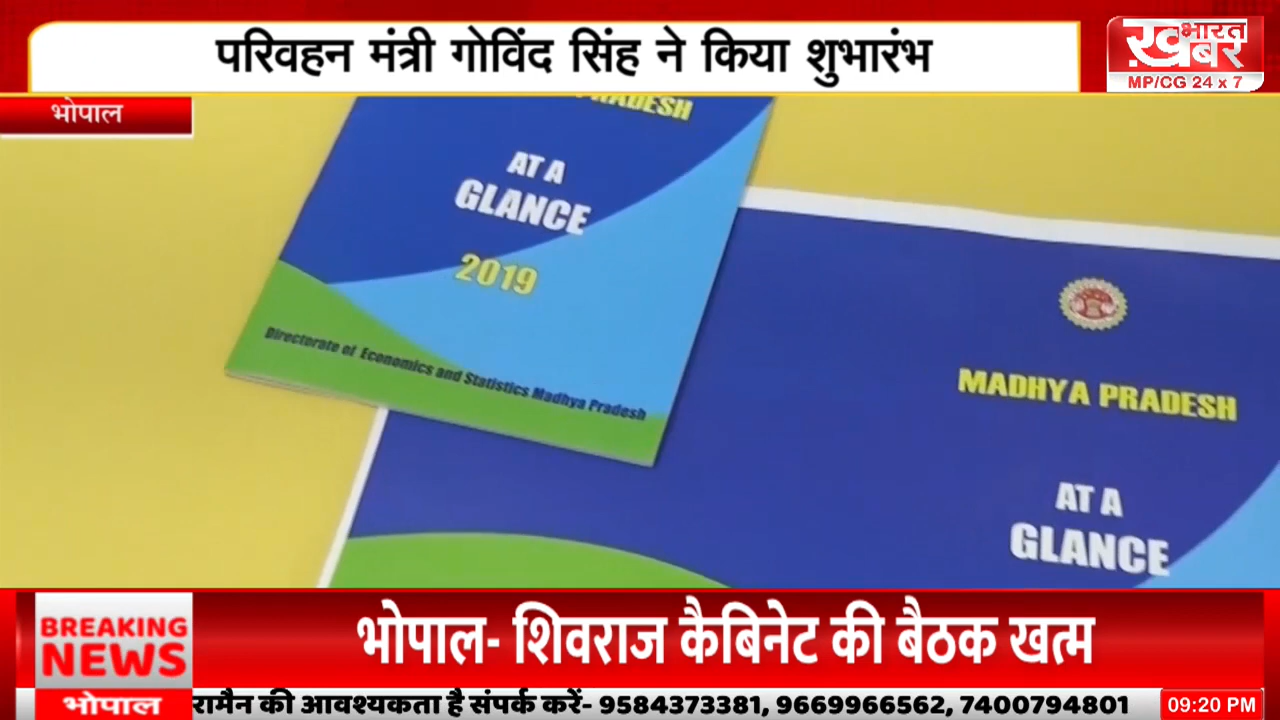 परिवहन मंत्री गोविंद सिंह ने किया शुभारंभ
ख़बर
भारत
MP/CG 24 x 7
भोपाल
PRADESH
AT A
GLANCE
2019
Directorate of Economics and Statistics Madhya Pradesh
MADHYA PRADESH
AT A
GLANCE
BREAKING
NEWS
भोपाल- शिवराज कैबिनेट की बैठक खत्म
भोपाल
रामैन की आवश्यकता है संपर्क करें- 9584373381, 9669966562, 7400794801
09:20 PM